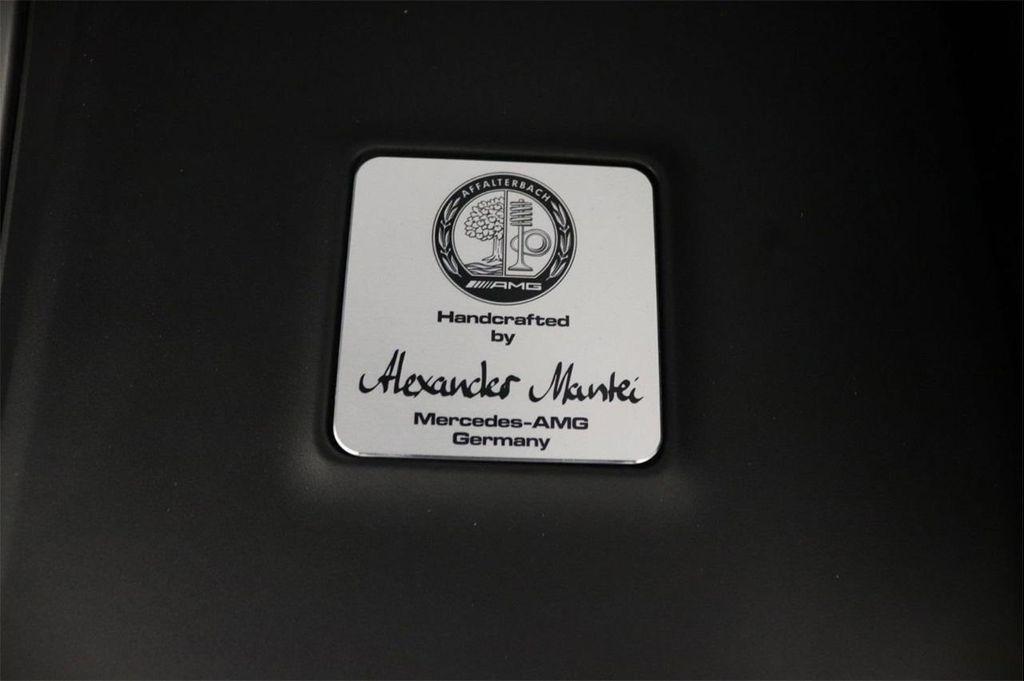 AFFALTERBACH
AMG
Handcrafted
by
Alexander Mantei
Mercedes-AMG
Germany